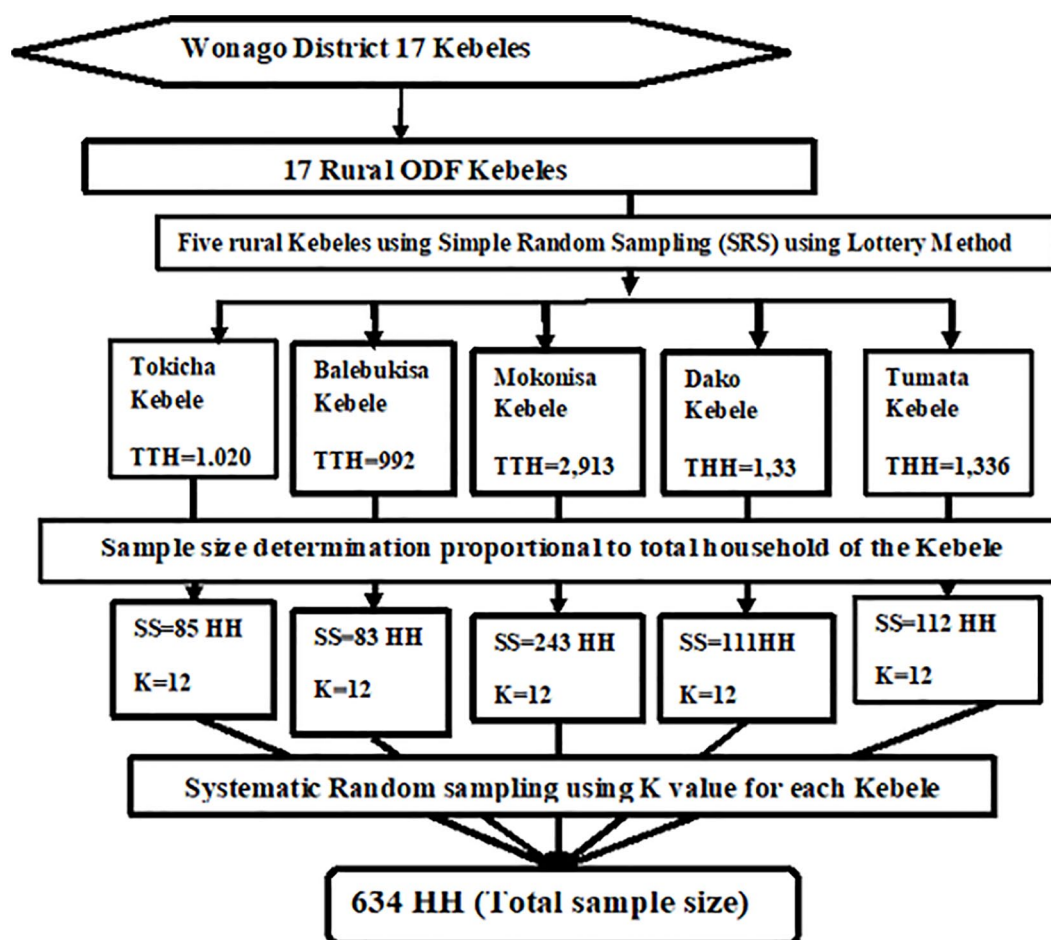 Wonago District 17 Kebeles
17 Rural ODF Kebeles
Five rural Kebeles using Simple Random Sampling (SRS) using Lottery Method
Tokicha
Kebele
TTH=1.020
Balebukisa
Kebele
TTH=992
Mokonisa
Kebele
TTH=2,913
Dako
Kebele
THH=1,33
Tumata
Kebele
THH=1,336
Sample size determination proportional to total household of the Kebele
SS=85 HH
K=12
SS=83 HH
K=12
SS=243 HH
K=12
SS=111HH
K=12
SS=112 HH
K=12
Systematic Random sampling using K value for each Kebele
634 HH (Total sample size)